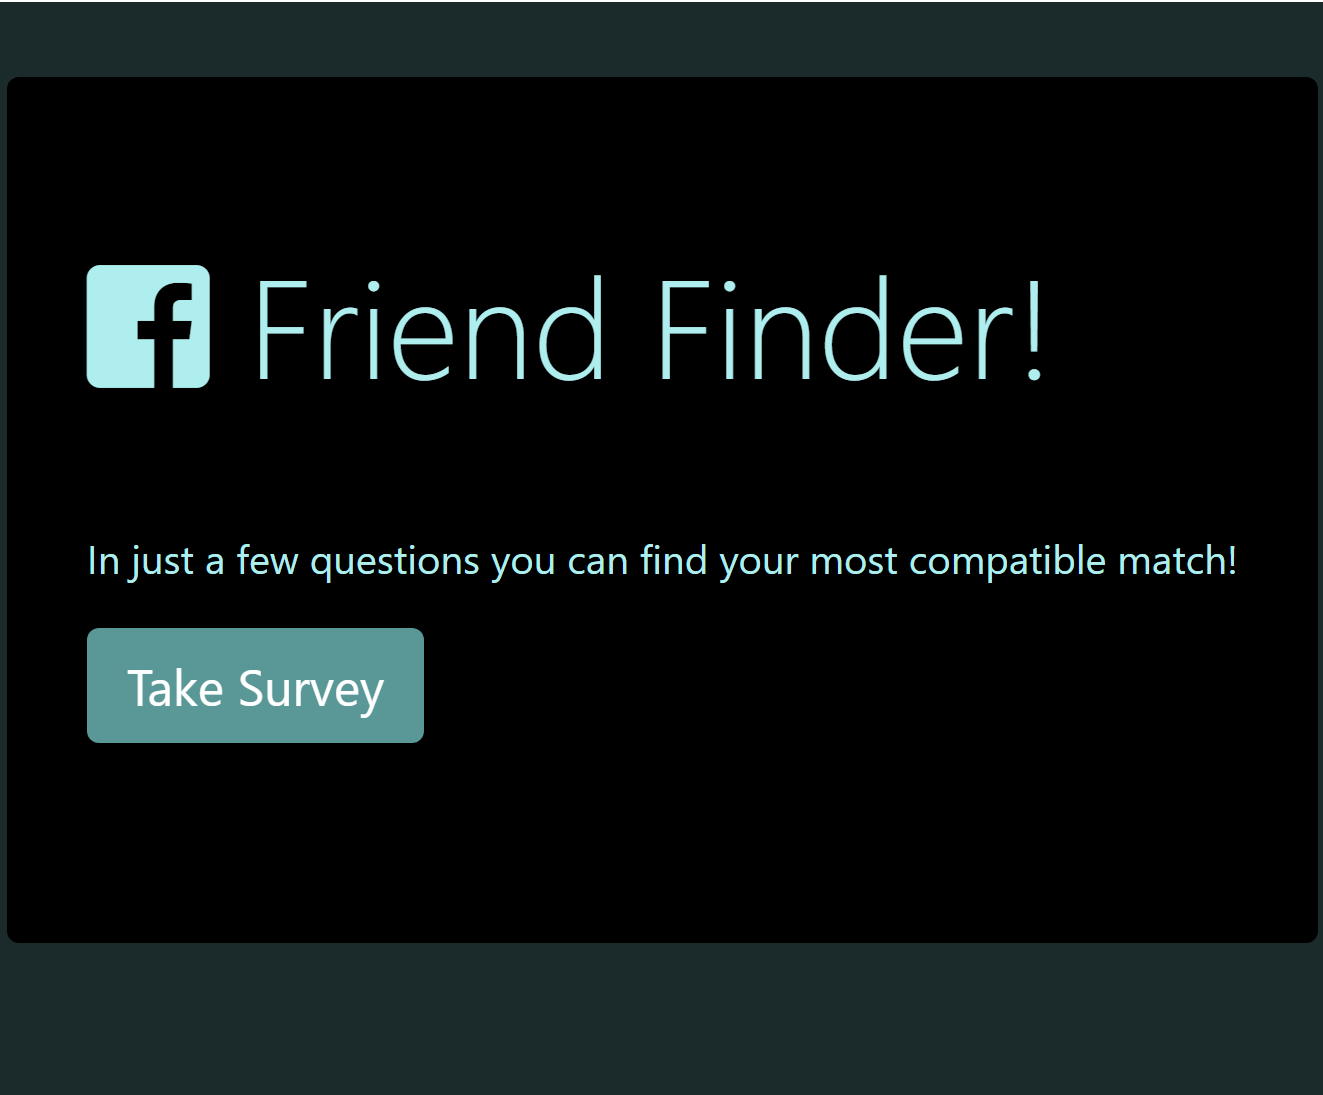 f Friend Finder!
In just a few questions you can find your most compatible match!
Take Survey